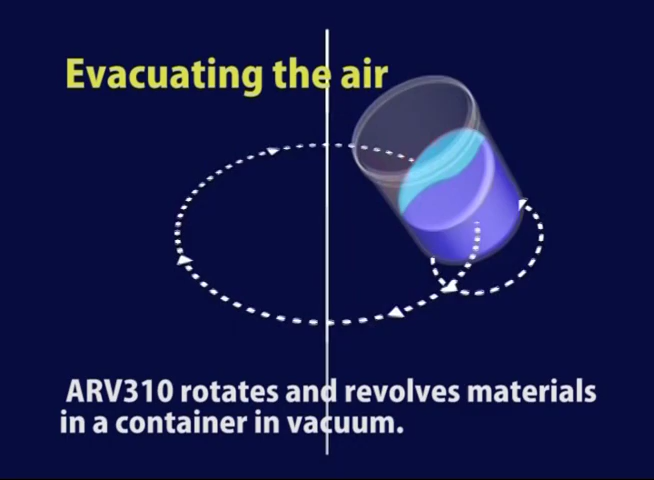 Evacuating the air
ARV310 rotates and revolves materials
in a container in vacuum.